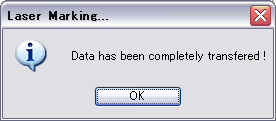 Laser Marking...
Data has been completely transfered !
OK